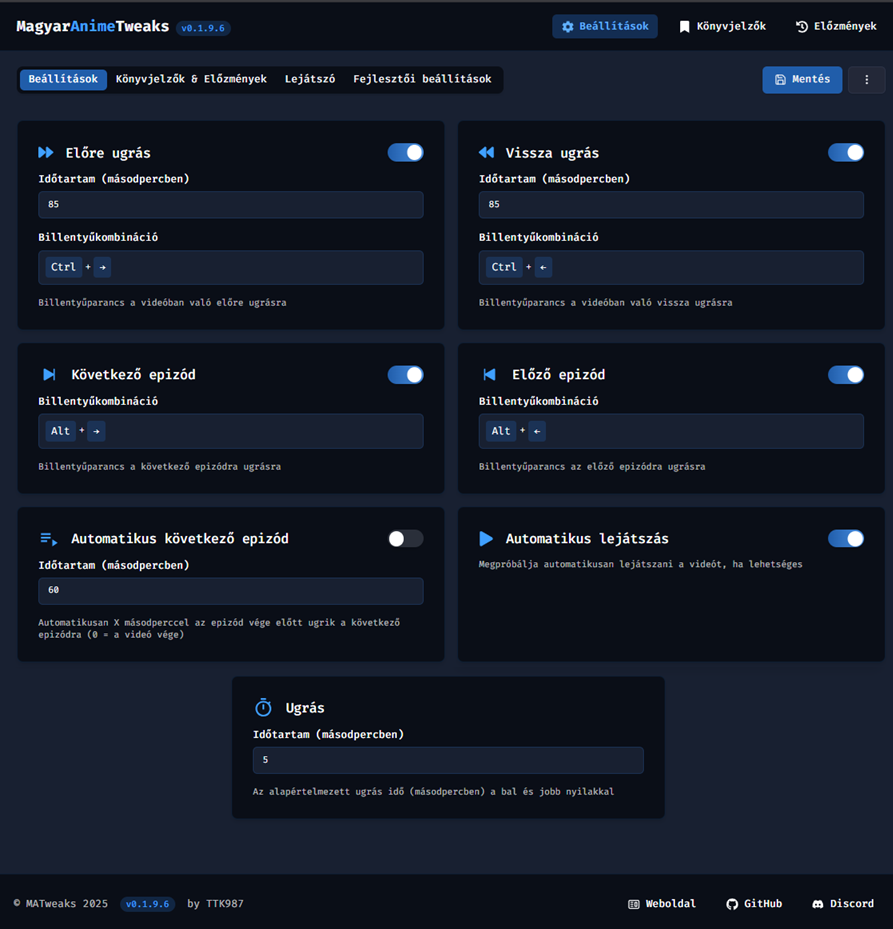 MagyarAnimeTweaks v0.1.9.6 Beállítások Könyvjelzők Előzmények
Beállítások Könyvjelzők & Előzmények Lejátszó Fejlesztői beállítások Mentés
Előre ugrás
Időtartam (másodpercben)
85
Billentyűkombináció
Ctrl + →
Billentyűparancs a videóban való előre ugrásra
Vissza ugrás
Időtartam (másodpercben)
85
Billentyűkombináció
Ctrl + ←
Billentyűparancs a videóban való vissza ugrásra
Következő epizód
Billentyűkombináció
Alt + →
Billentyűparancs a következő epizódra ugrásra
Előző epizód
Billentyűkombináció
Alt + ←
Billentyűparancs az előző epizódra ugrásra
Automatikus következő epizód
Időtartam (másodpercben)
60
Automatikusan X másodperccel az epizód vége előtt ugrik a következő
epizódra (0 = a videó vége)
Automatikus lejátszás
Megpróbálja automatikusan lejátszani a videót, ha lehetséges
Ugrás
Időtartam (másodpercben)
5
Az alapértelmezett ugrás idő (másodpercben) a bal és jobb nyilakkal
© MATweaks 2025 v0.1.9.6 by TTK987 Weboldal GitHub Discord